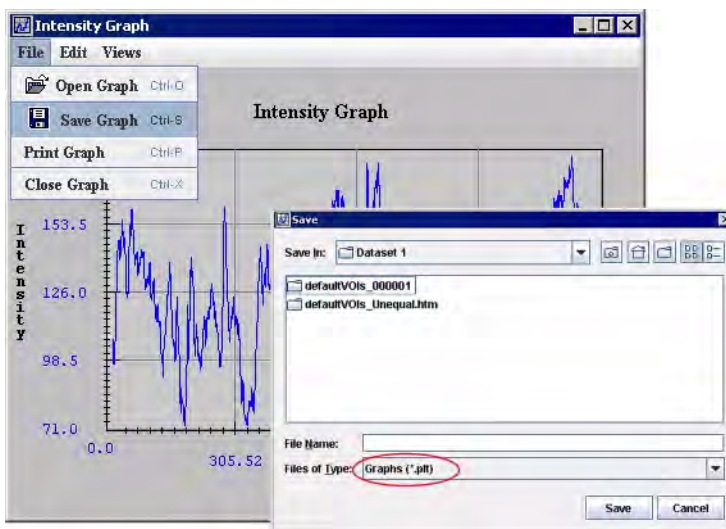 Intensity Graph
File Edit Views
Open Graph Ctrl-O
Save Graph Ctrl-S
Print Graph Ctrl-P
Close Graph Ctrl-X
Intensity Graph
Intensity
153.5
126.0
98.5
71.0
0.0
305.52
Save
Save In: Dataset 1
defaultVOIs_000001
defaultVOIs_Unequal.htm
File Name:
Files of Type: Graphs (*.plt)
Save Cancel